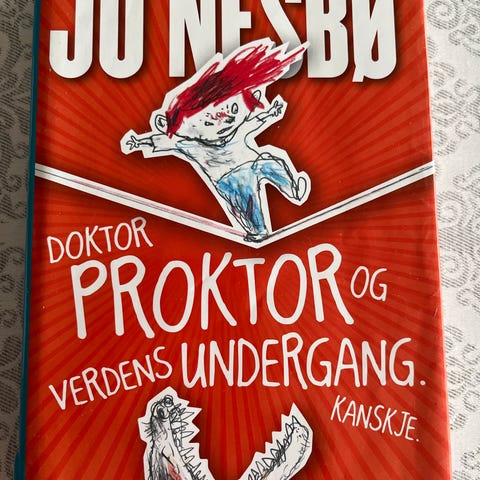 JO NESBØ
DOKTOR
PROKTOR OG
VERDENS UNDERGANG.
KANSKJE.